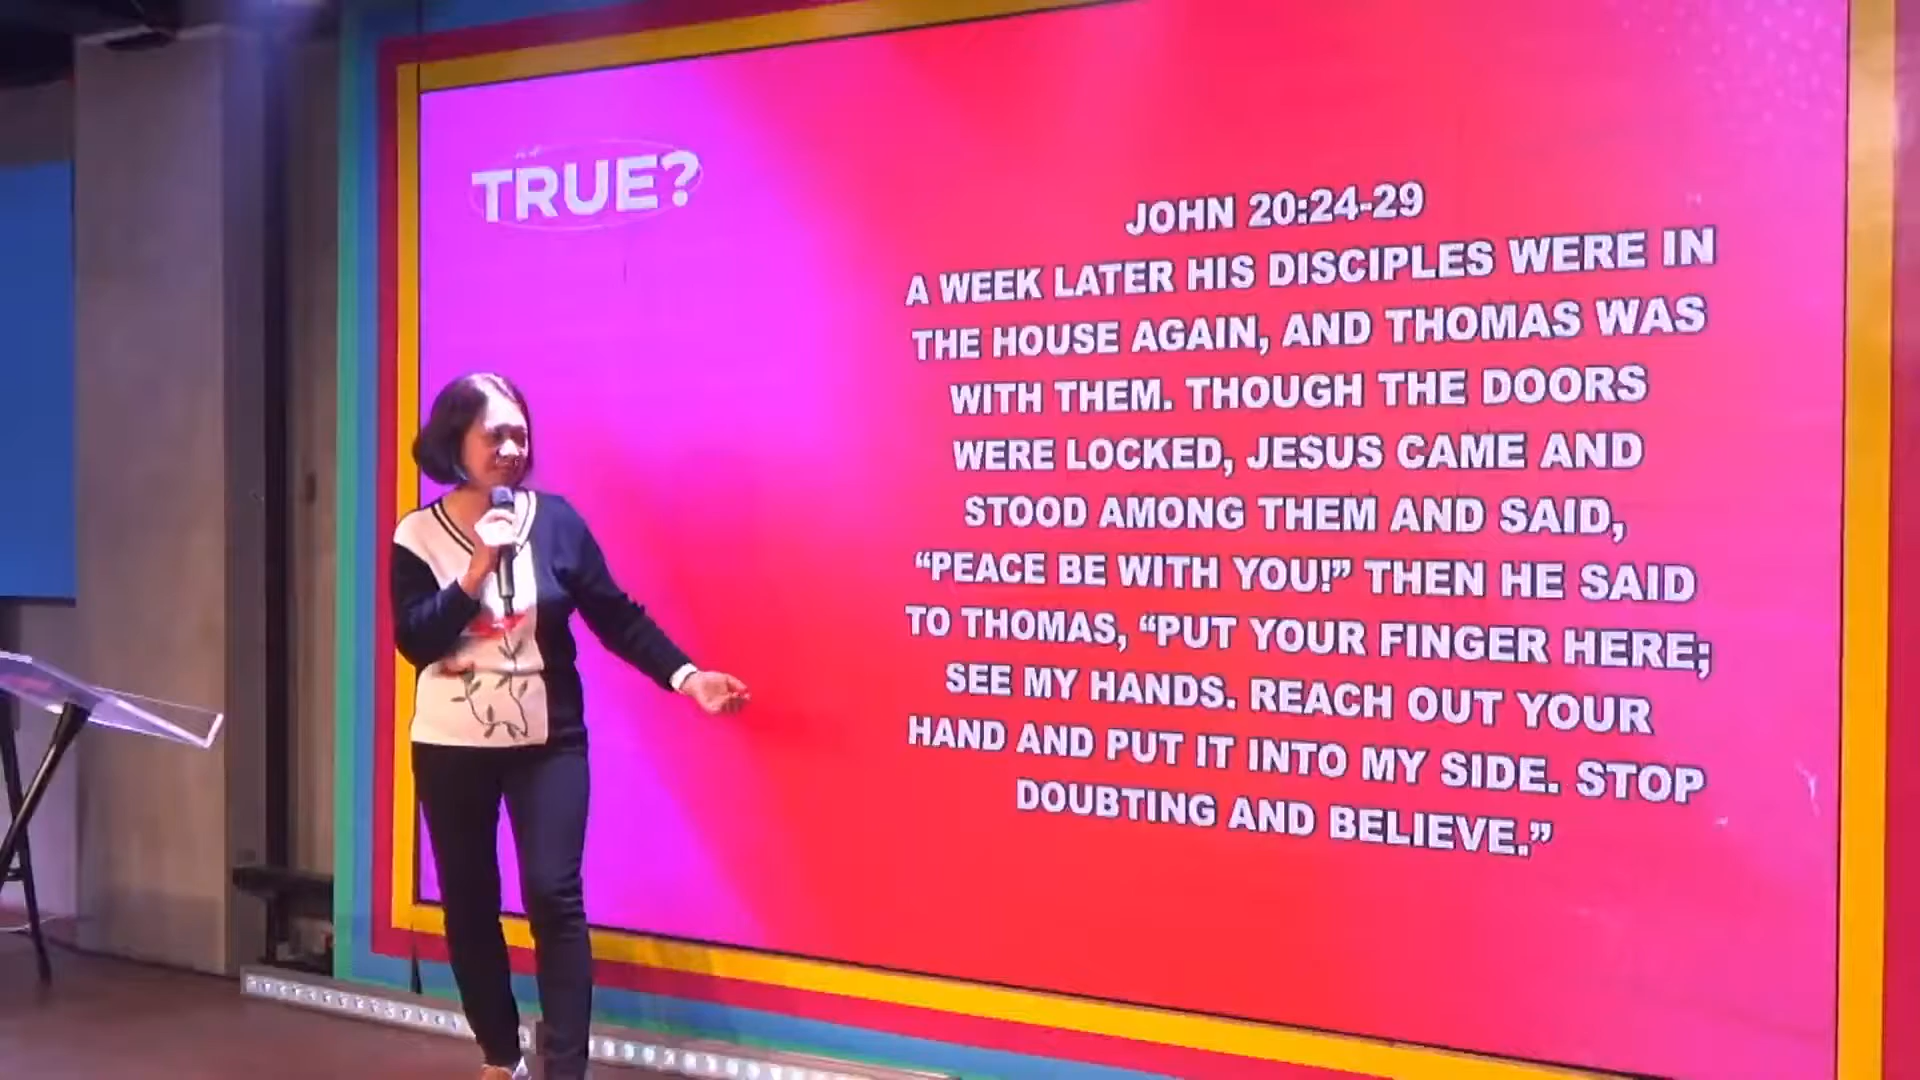 TRUE?
JOHN 20:24-29
A WEEK LATER HIS DISCIPLES WERE IN
THE HOUSE AGAIN, AND THOMAS WAS
WITH THEM. THOUGH THE DOORS
WERE LOCKED, JESUS CAME AND
STOOD AMONG THEM AND SAID,
“PEACE BE WITH YOU!” THEN HE SAID
TO THOMAS, “PUT YOUR FINGER HERE;
SEE MY HANDS. REACH OUT YOUR
HAND AND PUT IT INTO MY SIDE. STOP
DOUBTING AND BELIEVE.”